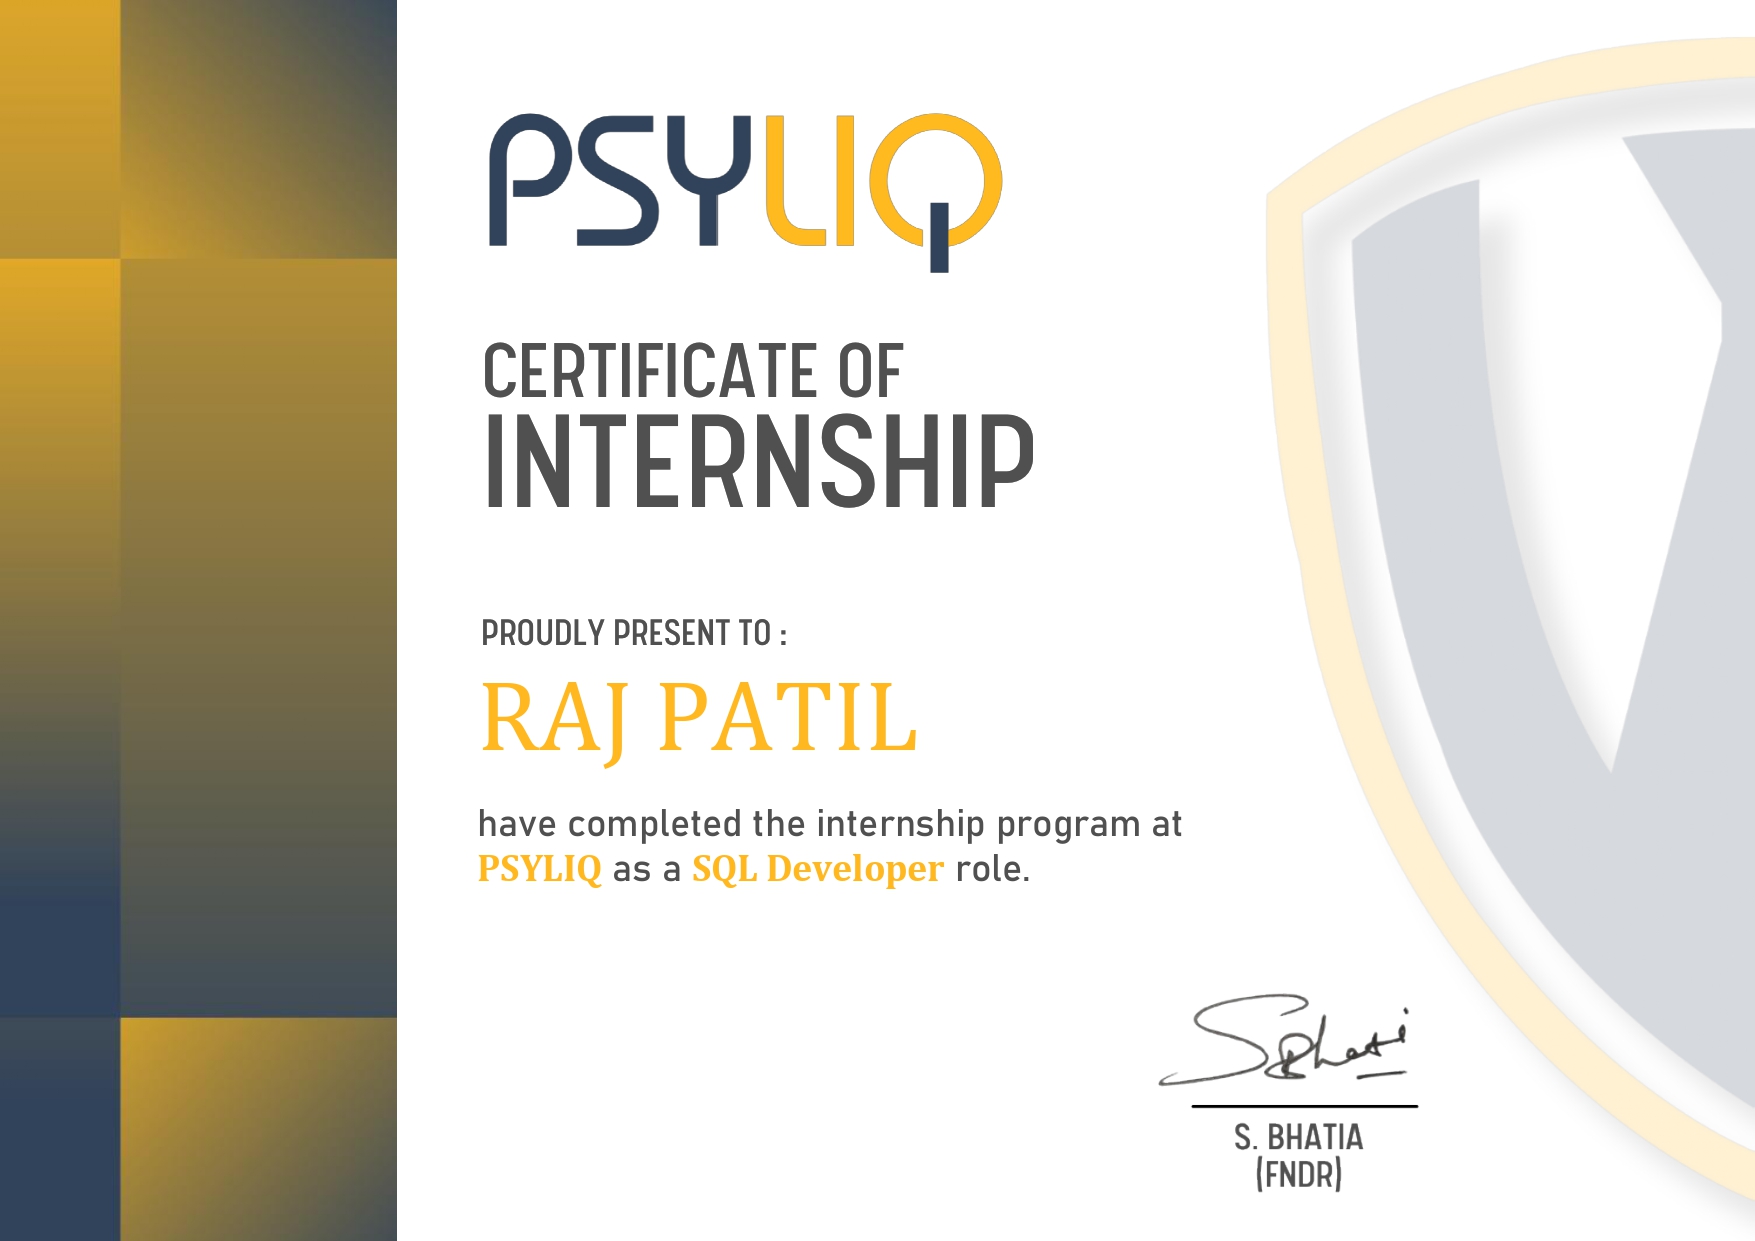 PSYLIQ
CERTIFICATE OF
INTERNSHIP
PROUDLY PRESENT TO :
RAJ PATIL
have completed the internship program at
PSYLIQ as a SQL Developer role.
SBhati
S. BHATIA
(FNDR)